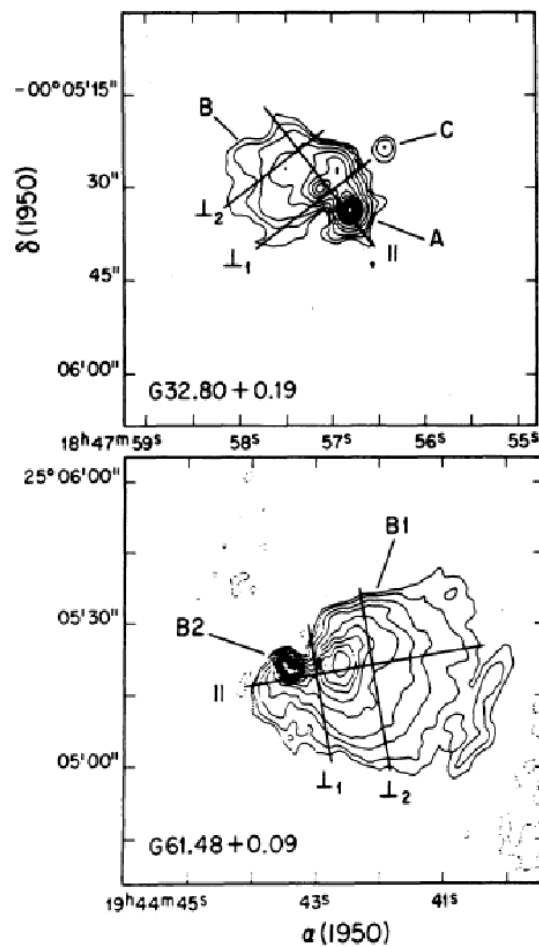 -00°05'15"
B
C
30"
δ(1950)
⊥2
A
⊥1
||
45"
06'00"
G32.80+0.19
18h47m59s 58s 57s 56s 55s
25°06'00"
B1
05'30"
B2
||
05'00"
⊥1
⊥2
G61.48+0.09
19h44m45s 43s 41s
α(1950)